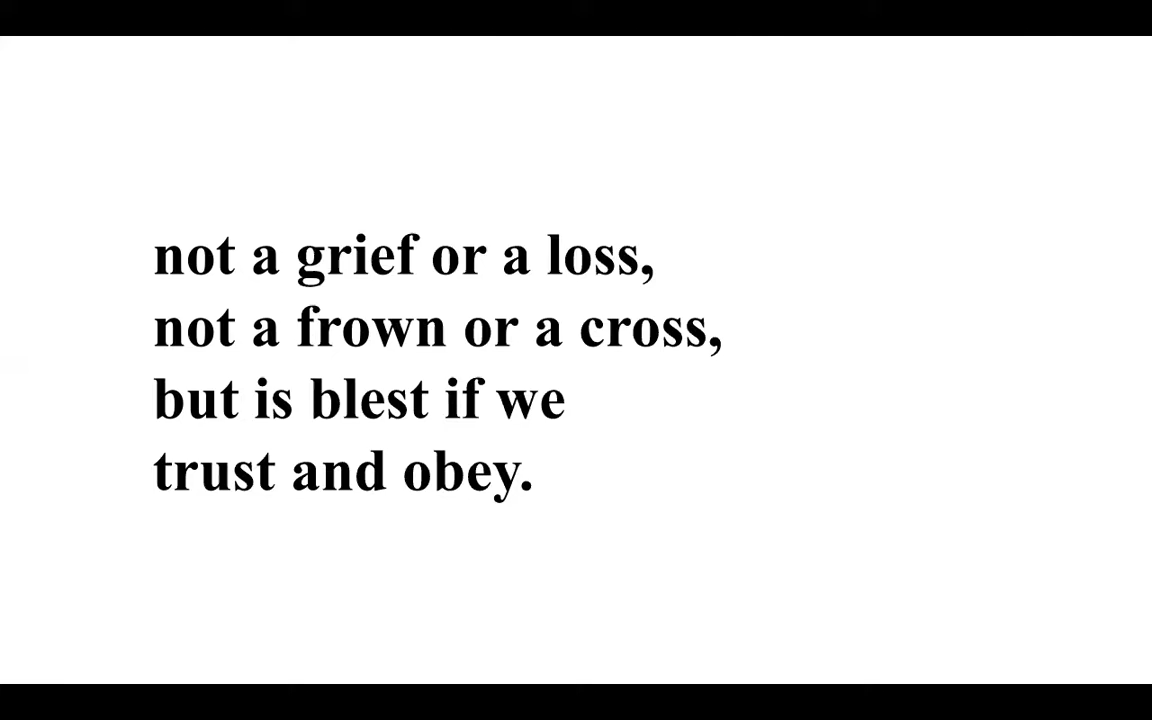 not a grief or a loss,
not a frown or a cross,
but is blest if we
trust and obey.